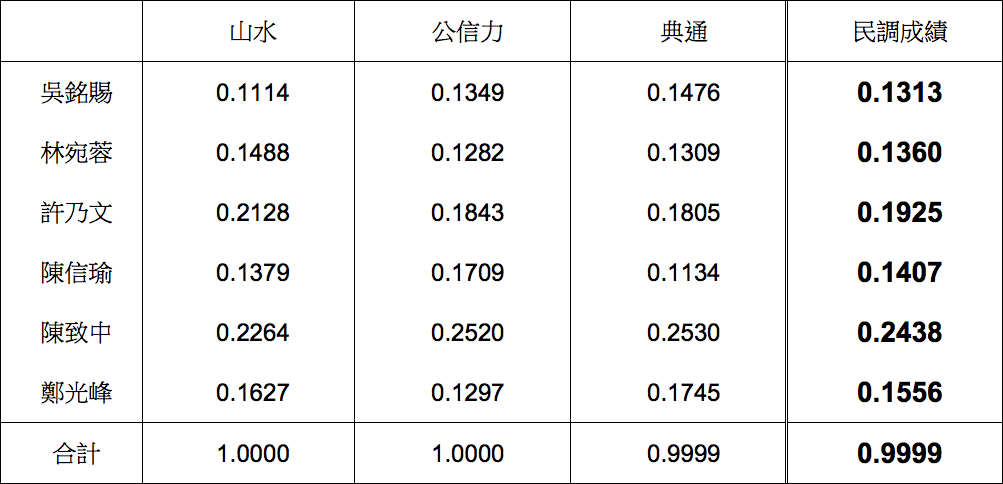 山水 公信力 典通 民調成績
吳銘賜 0.1114 0.1349 0.1476 0.1313
林宛蓉 0.1488 0.1282 0.1309 0.1360
許乃文 0.2128 0.1843 0.1805 0.1925
陳信瑜 0.1379 0.1709 0.1134 0.1407
陳致中 0.2264 0.2520 0.2530 0.2438
鄭光峰 0.1627 0.1297 0.1745 0.1556
合計 1.0000 1.0000 0.9999 0.9999